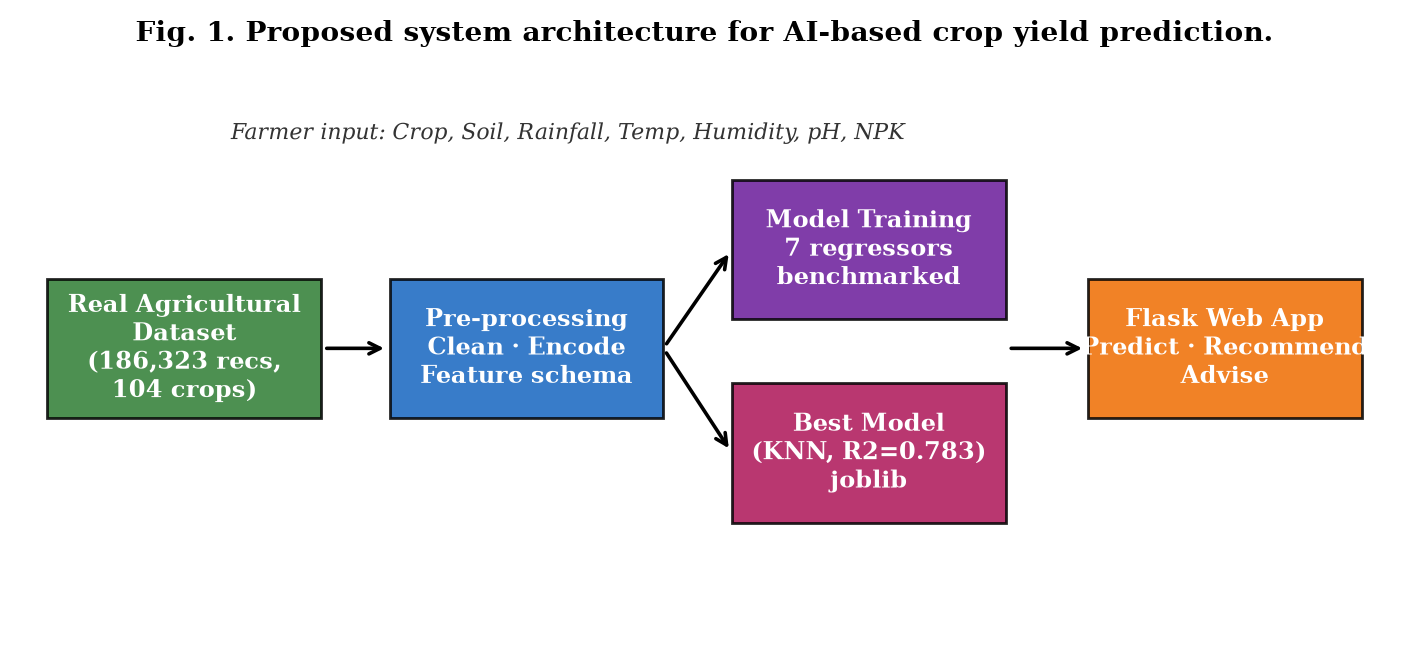 Fig. 1. Proposed system architecture for AI-based crop yield prediction.
Farmer input: Crop, Soil, Rainfall, Temp, Humidity, pH, NPK
Real Agricultural
Dataset
(186,323 recs,
104 crops)
Pre-processing
Clean · Encode
Feature schema
Model Training
7 regressors
benchmarked
Best Model
(KNN, R2=0.783)
joblib
Flask Web App
Predict · Recommend
Advise